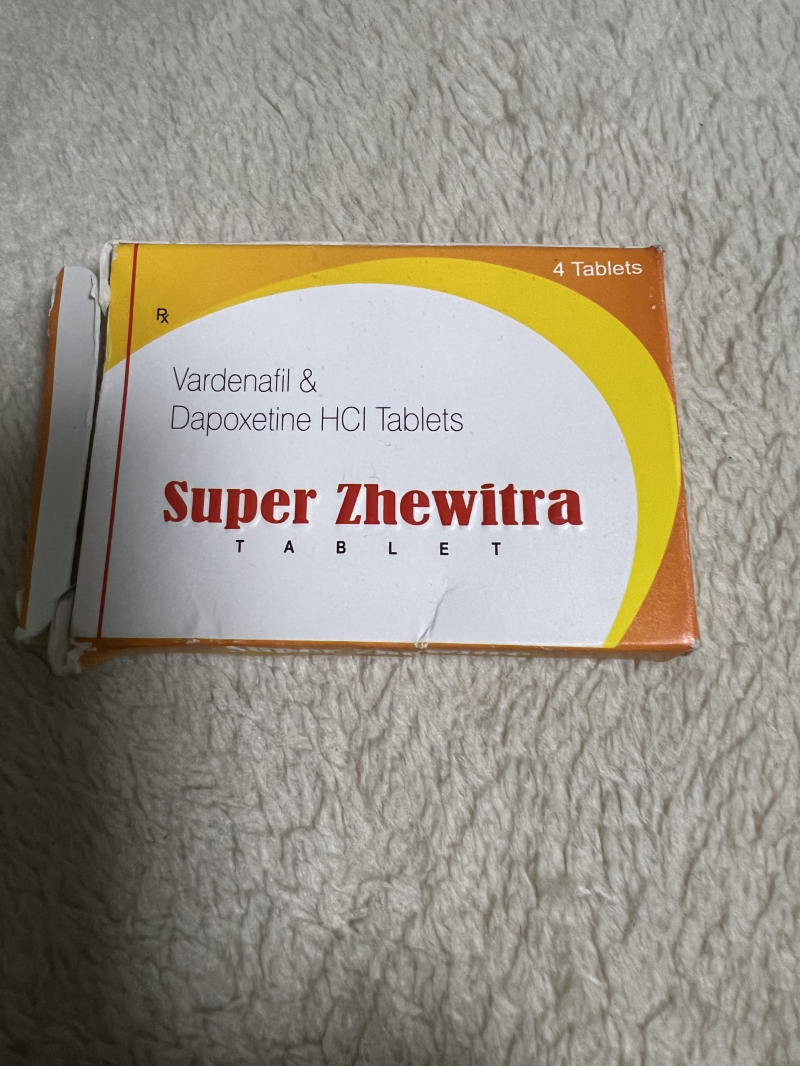 4 Tablets
℞
Vardenafil &
Dapoxetine HCl Tablets
Super Zhewitra
TABLET